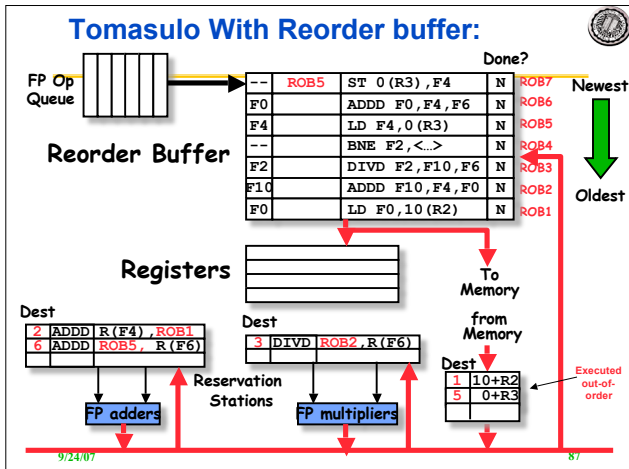 Tomasulo With Reorder buffer:
Done?
FP Op
Queue
-- ROB5 ST 0(R3),F4 N ROB7
F0 ADDD F0,F4,F6 N ROB6
F4 LD F4,0(R3) N ROB5
-- BNE F2,<…> N ROB4
F2 DIVD F2,F10,F6 N ROB3
F10 ADDD F10,F4,F0 N ROB2
F0 LD F0,10(R2) N ROB1
Newest
Oldest
Reorder Buffer
Registers
To
Memory
from
Memory
Dest
2 ADDD R(F4),ROB1
6 ADDD ROB5, R(F6)
Dest
3 DIVD ROB2,R(F6)
Dest
1 10+R2
5 0+R3
Executed
out-of-
order
Reservation
Stations
FP adders
FP multipliers
9/24/07
87